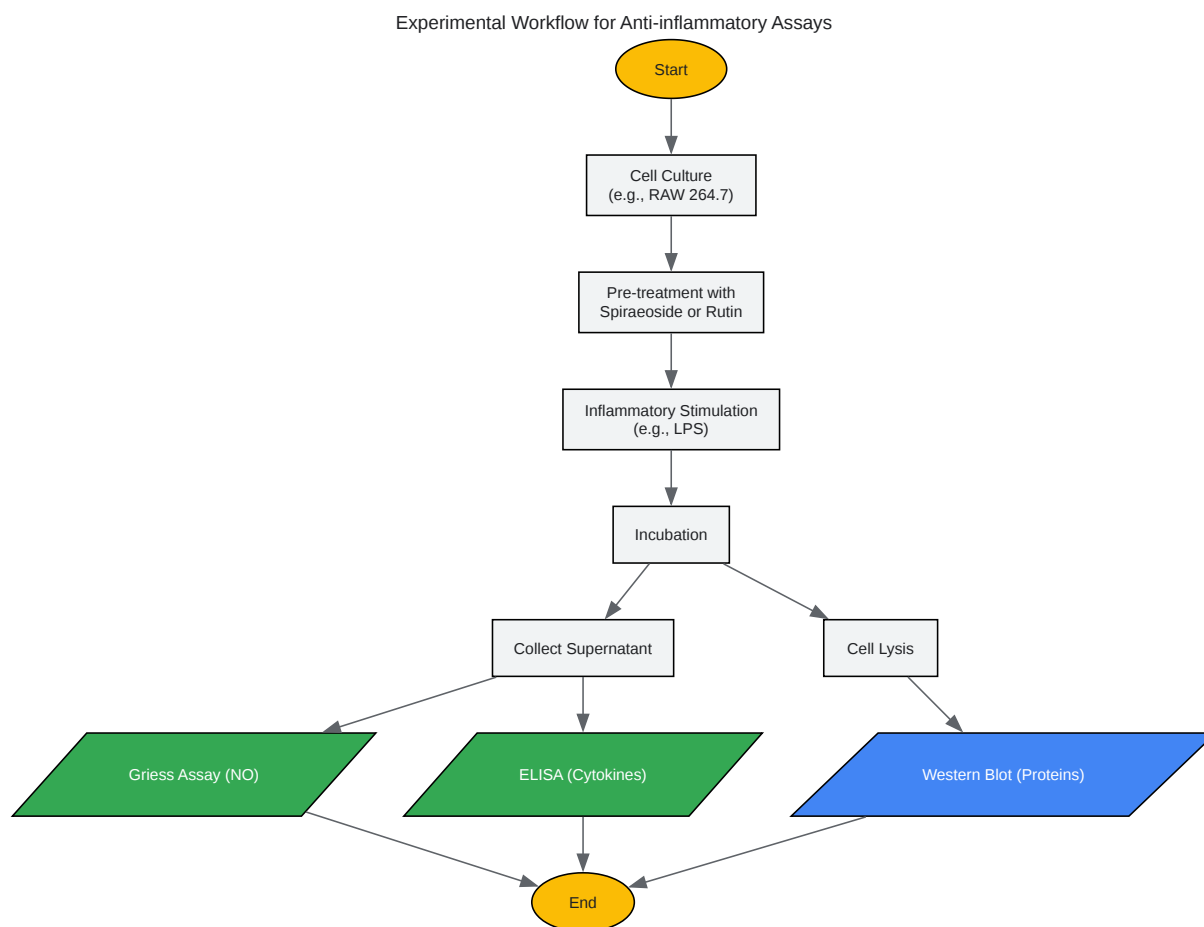 Experimental Workflow for Anti-inflammatory Assays
Start
Cell Culture
(e.g., RAW 264.7)
Pre-treatment with
Spiraeoside or Rutin
Inflammatory Stimulation
(e.g., LPS)
Incubation
Collect Supernatant
Cell Lysis
Griess Assay (NO)
ELISA (Cytokines)
Western Blot (Proteins)
End